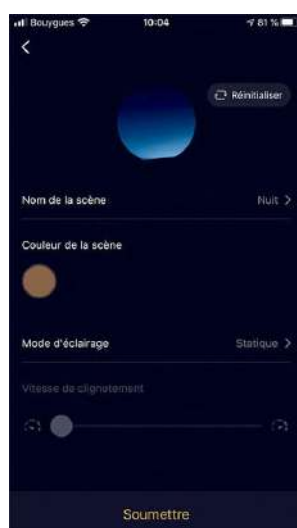 Bouygues 10:04 81 %
Réinitialiser
Nom de la scène Nuit
Couleur de la scène
Mode d'éclairage Statique
Vitesse de clignotement
Soumettre